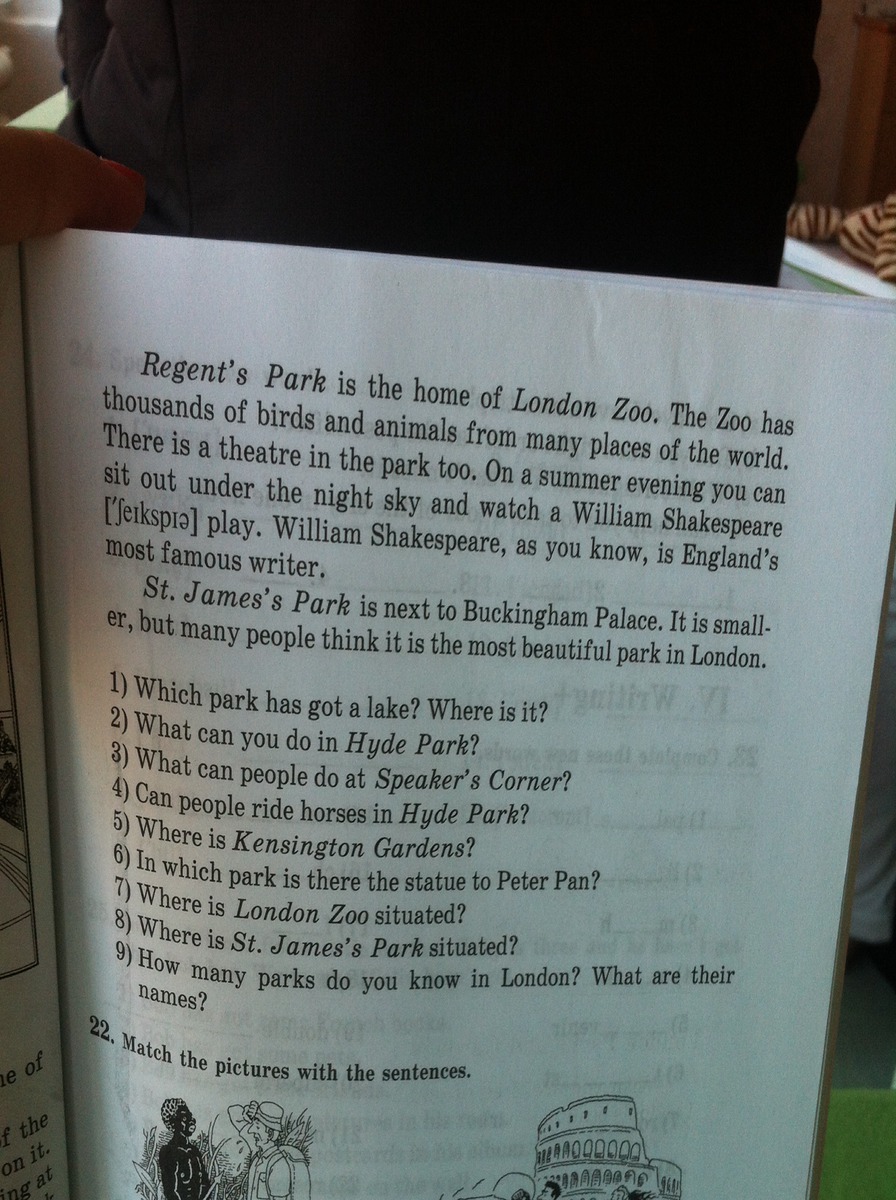 Regent's Park is the home of London Zoo. The Zoo has
thousands of birds and animals from many places of the world.
There is a theatre in the park too. On a summer evening you can
sit out under the night sky and watch a William Shakespeare
[ˈʃeɪkspɪə] play. William Shakespeare, as you know, is England's
most famous writer.
St. James's Park is next to Buckingham Palace. It is small-
er, but many people think it is the most beautiful park in London.
1) Which park has got a lake? Where is it?
2) What can you do in Hyde Park?
3) What can people do at Speaker's Corner?
4) Can people ride horses in Hyde Park?
5) Where is Kensington Gardens?
6) In which park is there the statue to Peter Pan?
7) Where is London Zoo situated?
8) Where is St. James's Park situated?
9) How many parks do you know in London? What are their
names?
22. Match the pictures with the sentences.
of
f the
on it.
at